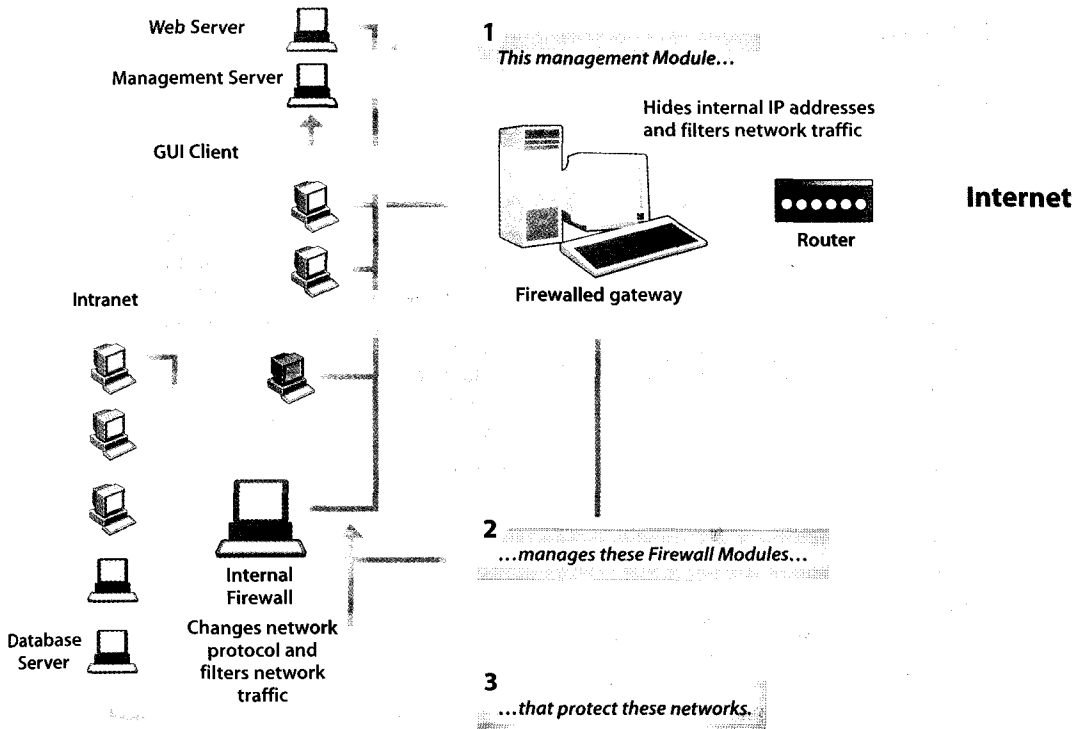 Web Server
Management Server
GUI Client
Intranet
Internal
Firewall
Changes network
protocol and
filters network
traffic
Database
Server
1
This management Module…
Hides internal IP addresses
and filters network traffic
Firewalled gateway
Router
Internet
2
…manages these Firewall Modules…
3
…that protect these networks.